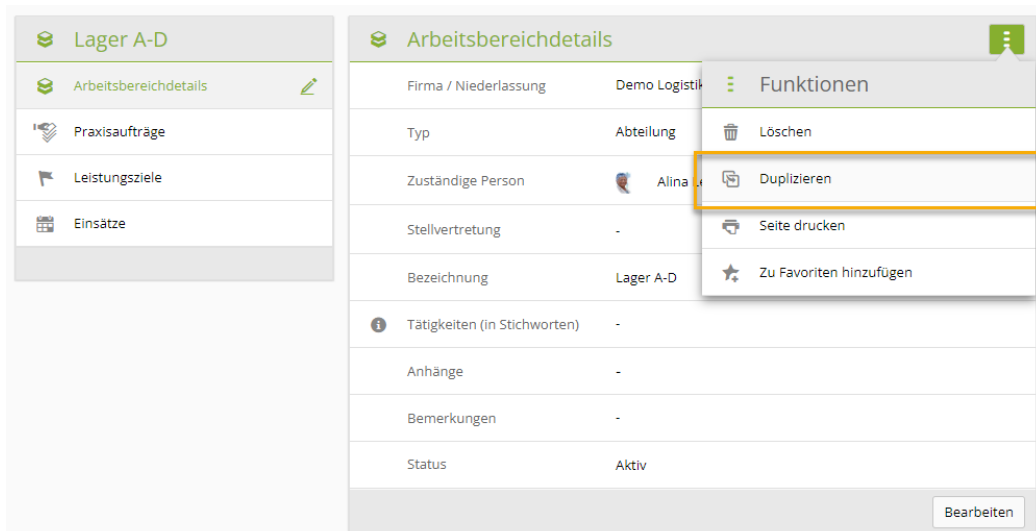 Lager A-D
Arbeitsbereichdetails
Praxisaufträge
Leistungsziele
Einsätze
Arbeitsbereichdetails
Firma / Niederlassung Demo Logistik
Typ Abteilung
Zuständige Person Alina
Stellvertretung -
Bezeichnung Lager A-D
Tätigkeiten (in Stichworten) -
Anhänge -
Bemerkungen -
Status Aktiv
Bearbeiten
Funktionen
Löschen
Duplizieren
Seite drucken
Zu Favoriten hinzufügen